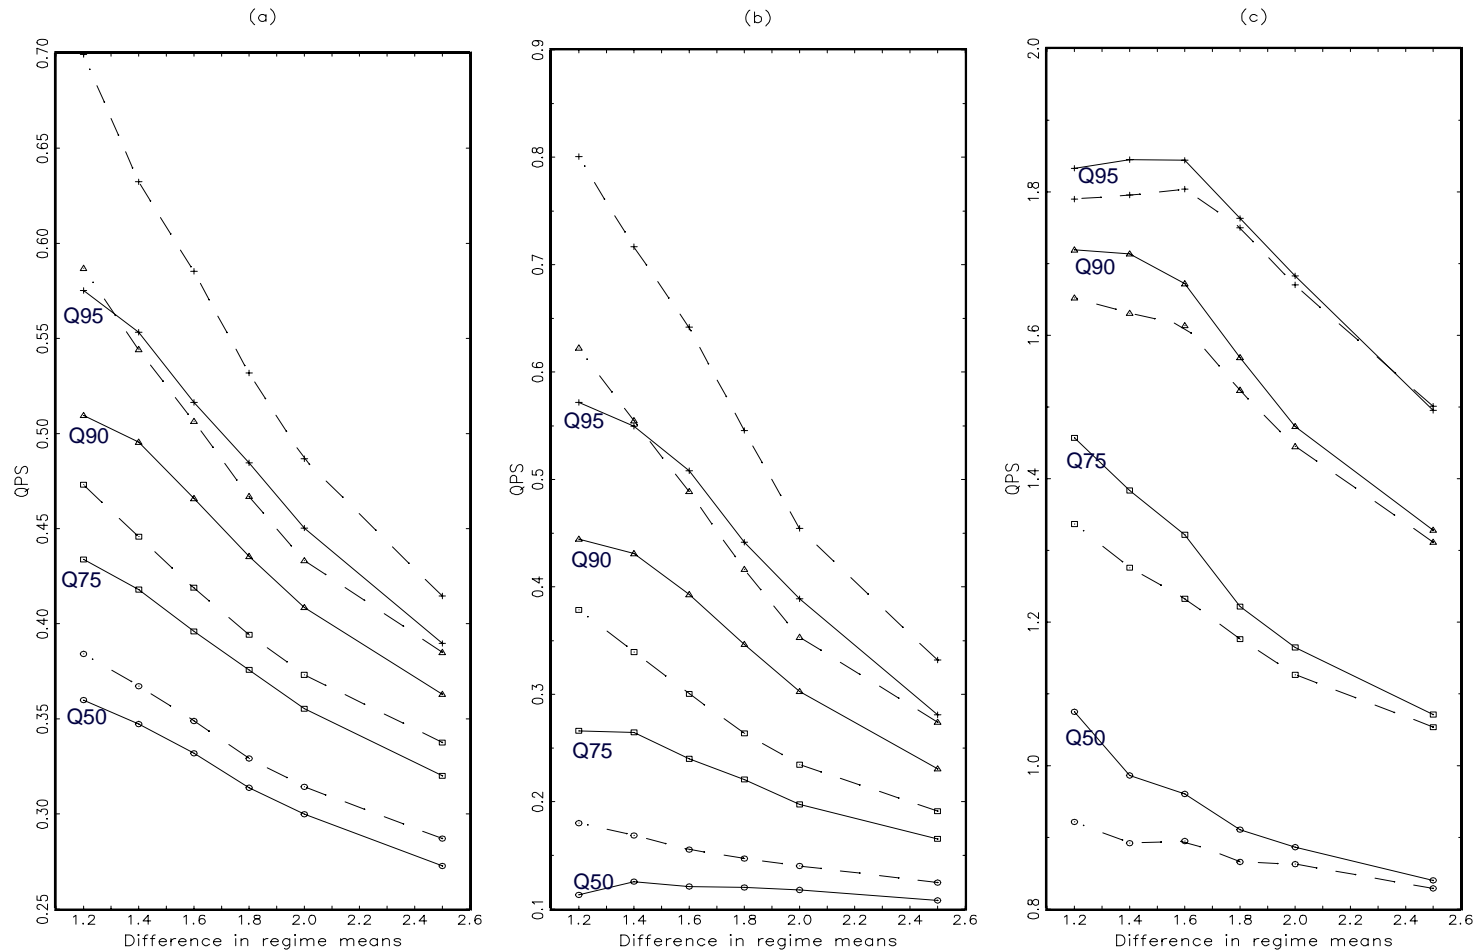 (a)
QPS
0.70
0.65
0.60
0.55
0.50
0.45
0.40
0.35
0.30
0.25
Q95
Q90
Q75
Q50
1.2 1.4 1.6 1.8 2.0 2.2 2.4 2.6
Difference in regime means
(b)
QPS
0.9
0.8
0.7
0.6
0.5
0.4
0.3
0.2
0.1
Q95
Q90
Q75
Q50
1.2 1.4 1.6 1.8 2.0 2.2 2.4 2.6
Difference in regime means
(c)
QPS
2.0
1.8
1.6
1.4
1.2
1.0
0.8
Q95
Q90
Q75
Q50
1.2 1.4 1.6 1.8 2.0 2.2 2.4 2.6
Difference in regime means